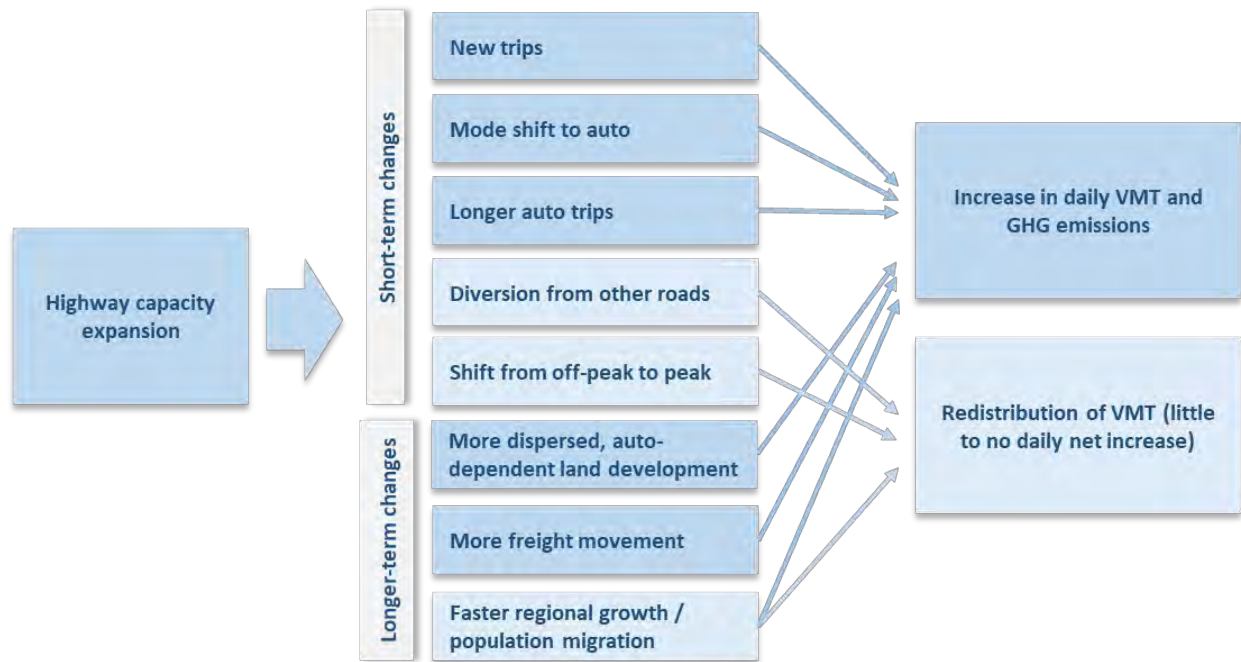 Highway capacity
expansion
Short-term changes
New trips
Mode shift to auto
Longer auto trips
Diversion from other roads
Shift from off-peak to peak
Longer-term changes
More dispersed, auto-
dependent land development
More freight movement
Faster regional growth /
population migration
Increase in daily VMT and
GHG emissions
Redistribution of VMT (little
to no daily net increase)